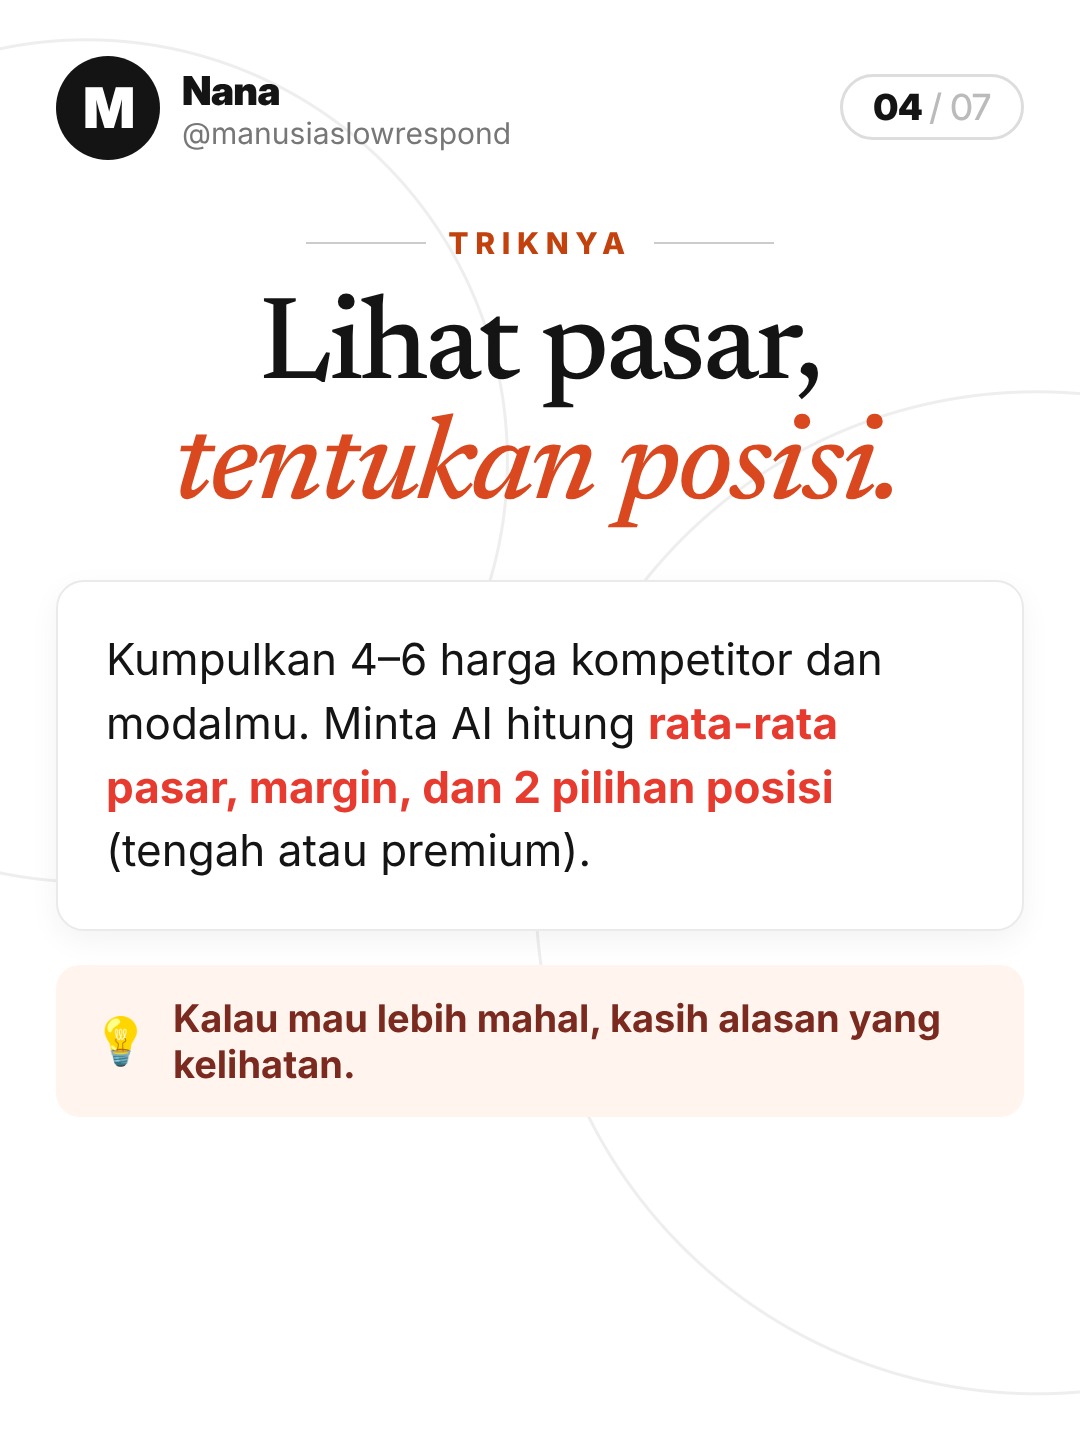 M
Nana
@manusiaslowrespond
04 / 07
TRIKNYA
Lihat pasar,
tentukan posisi.
Kumpulkan 4–6 harga kompetitor dan
modalmu. Minta AI hitung rata-rata
pasar, margin, dan 2 pilihan posisi
(tengah atau premium).
💡 Kalau mau lebih mahal, kasih alasan yang
kelihatan.